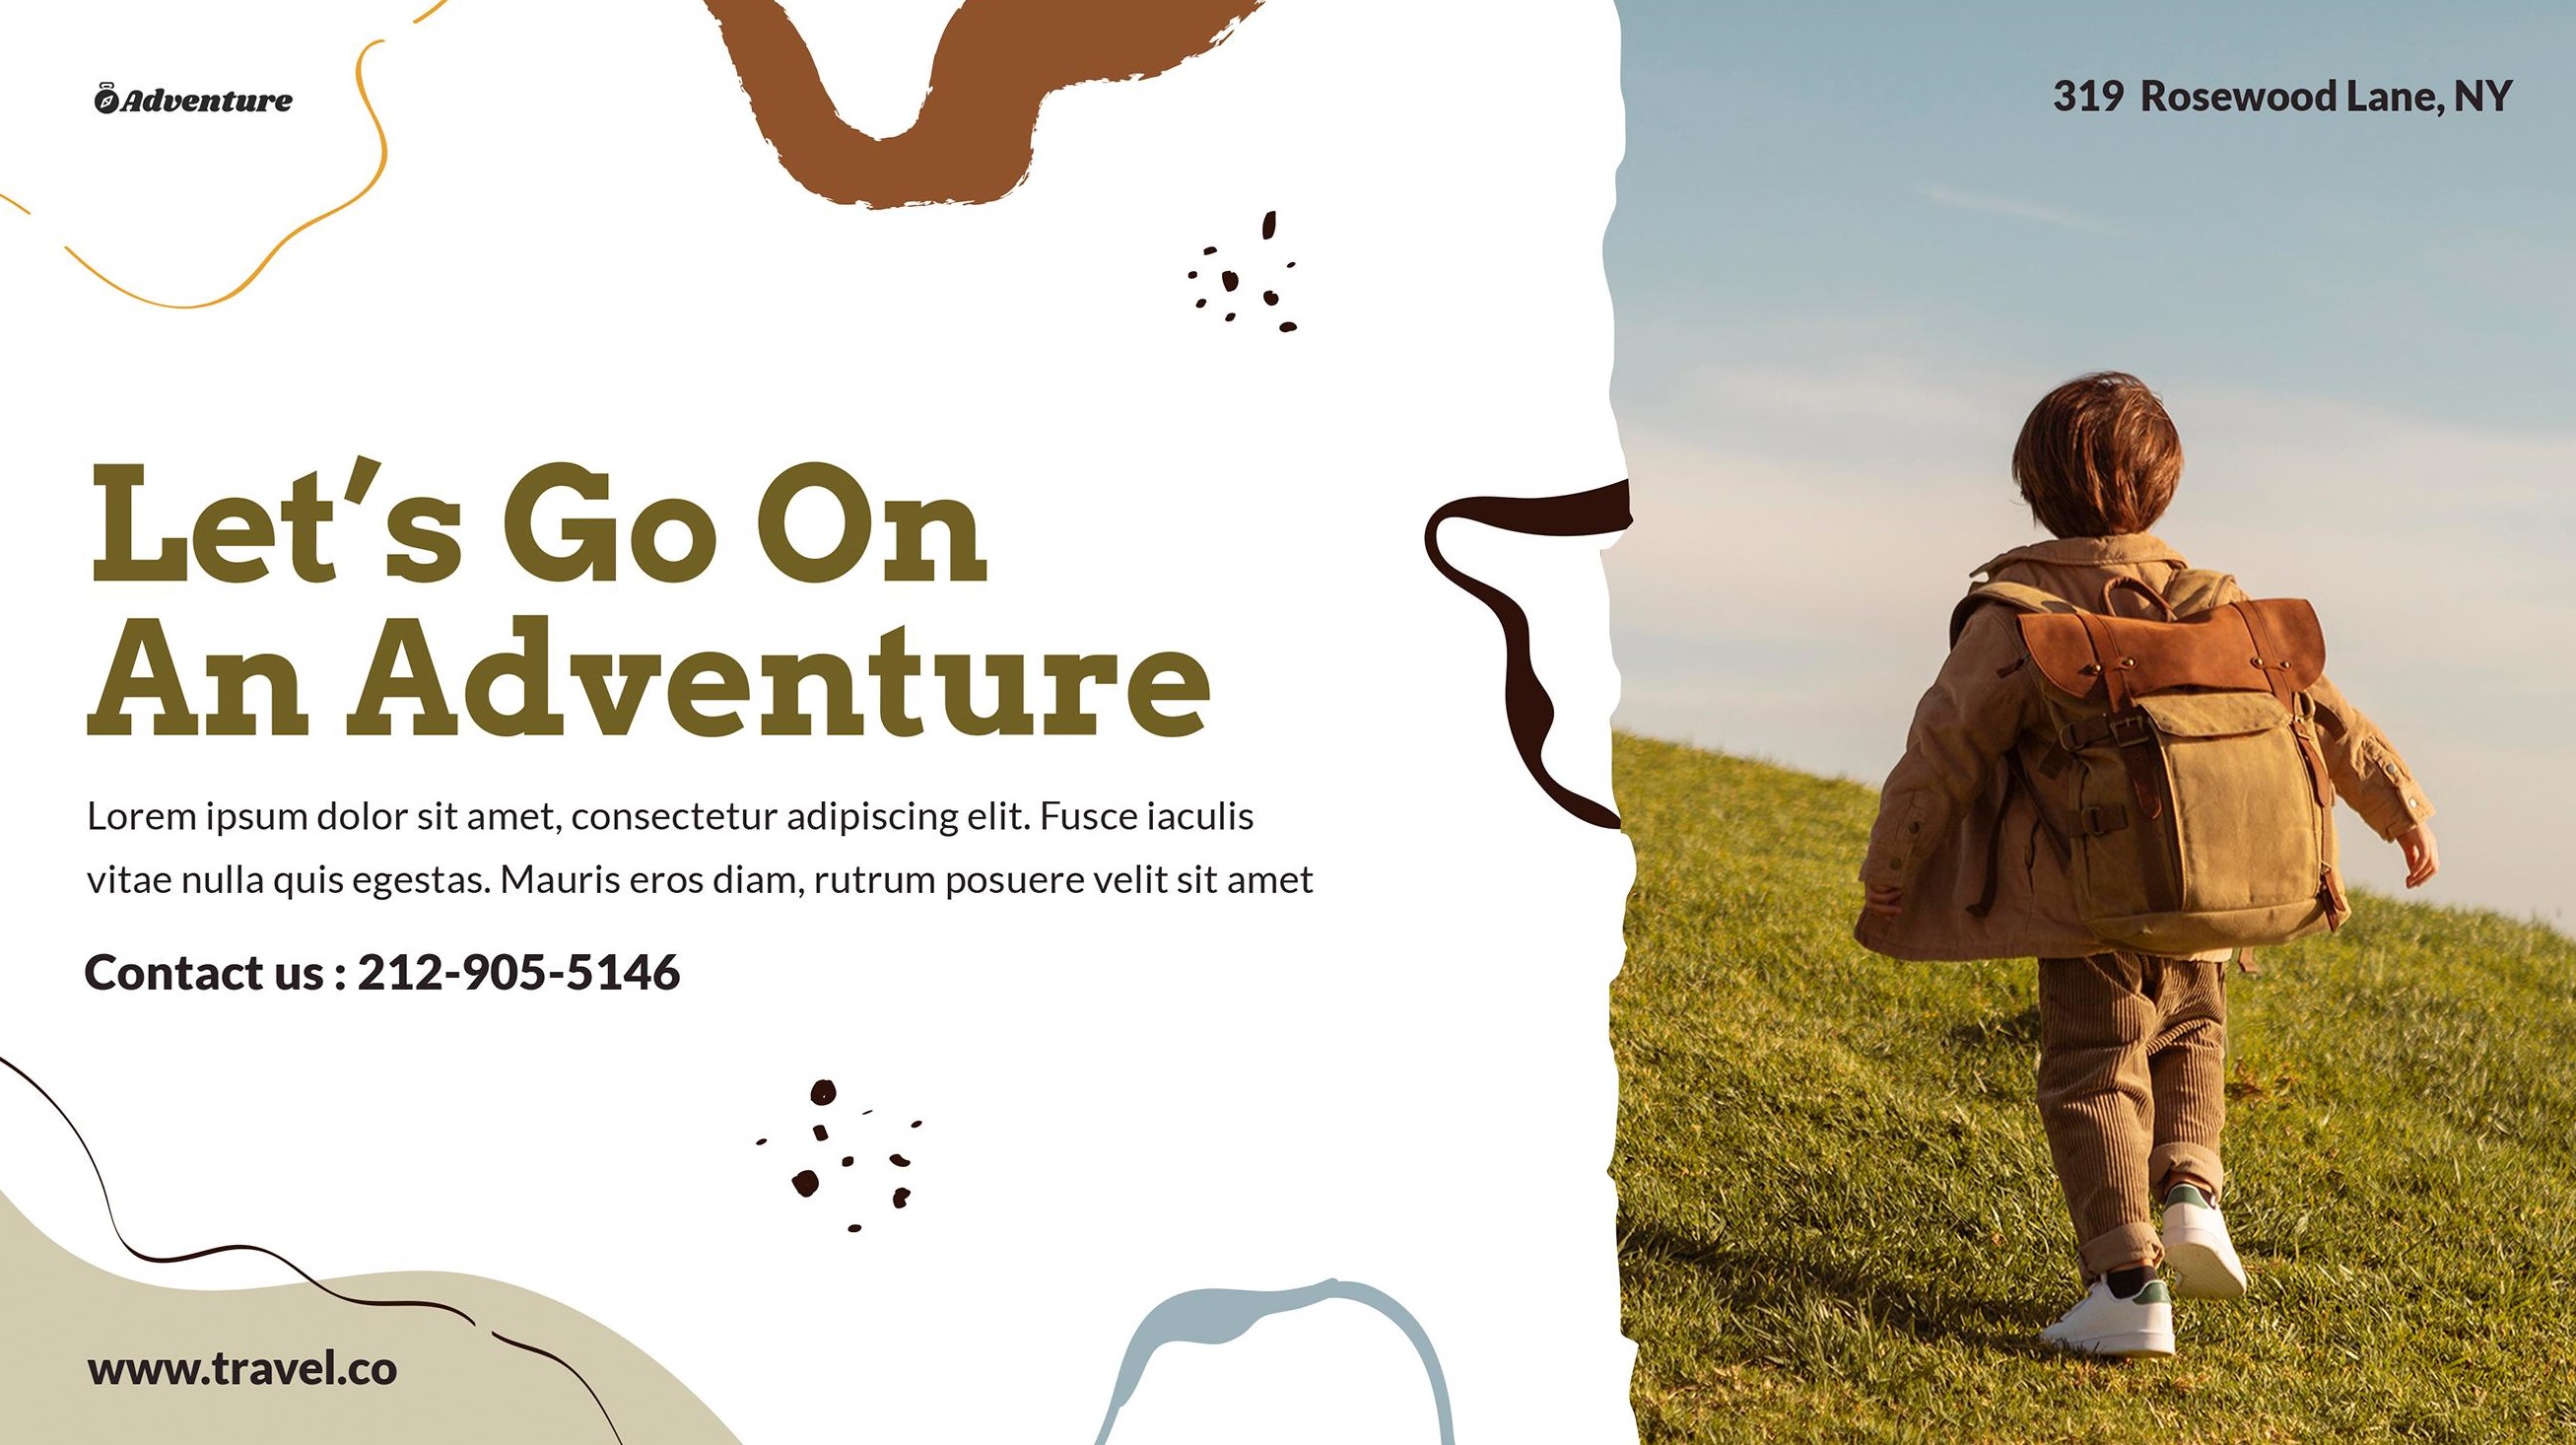 Adventure
319 Rosewood Lane, NY
Let's Go On
An Adventure
Lorem ipsum dolor sit amet, consectetur adipiscing elit. Fusce iaculis
vitae nulla quis egestas. Mauris eros diam, rutrum posuere velit sit amet
Contact us : 212-905-5146
www.travel.co